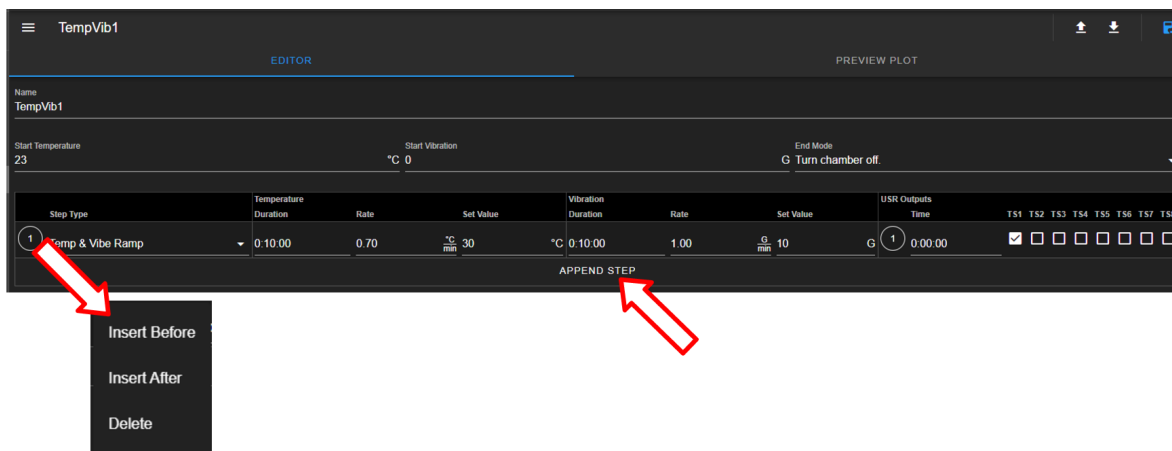 TempVib1
EDITOR PREVIEW PLOT
Name
TempVib1
Start Temperature Start Vibration End Mode
23 °C 0 G Turn chamber off.
Temperature Vibration USR Outputs
Step Type Duration Rate Set Value Duration Rate Set Value Time TS1 TS2 TS3 TS4 TS5 TS6 TS7
1 Temp & Vibe Ramp 0:10:00 0.70 °C/min 30 °C 0:10:00 1.00 G/min 10 G 1 0:00:00
APPEND STEP
Insert Before
Insert After
Delete